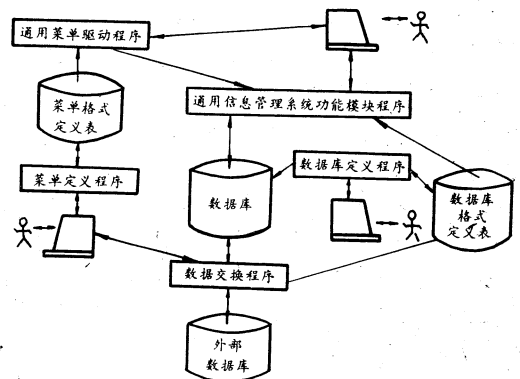 通用菜单驱动程序
菜单格式
定义表
通用信息管理系统功能模块程序
菜单定义程序
数据库定义程序
数据库
数据库
格式
定义表
数据交换程序
外部
数据库